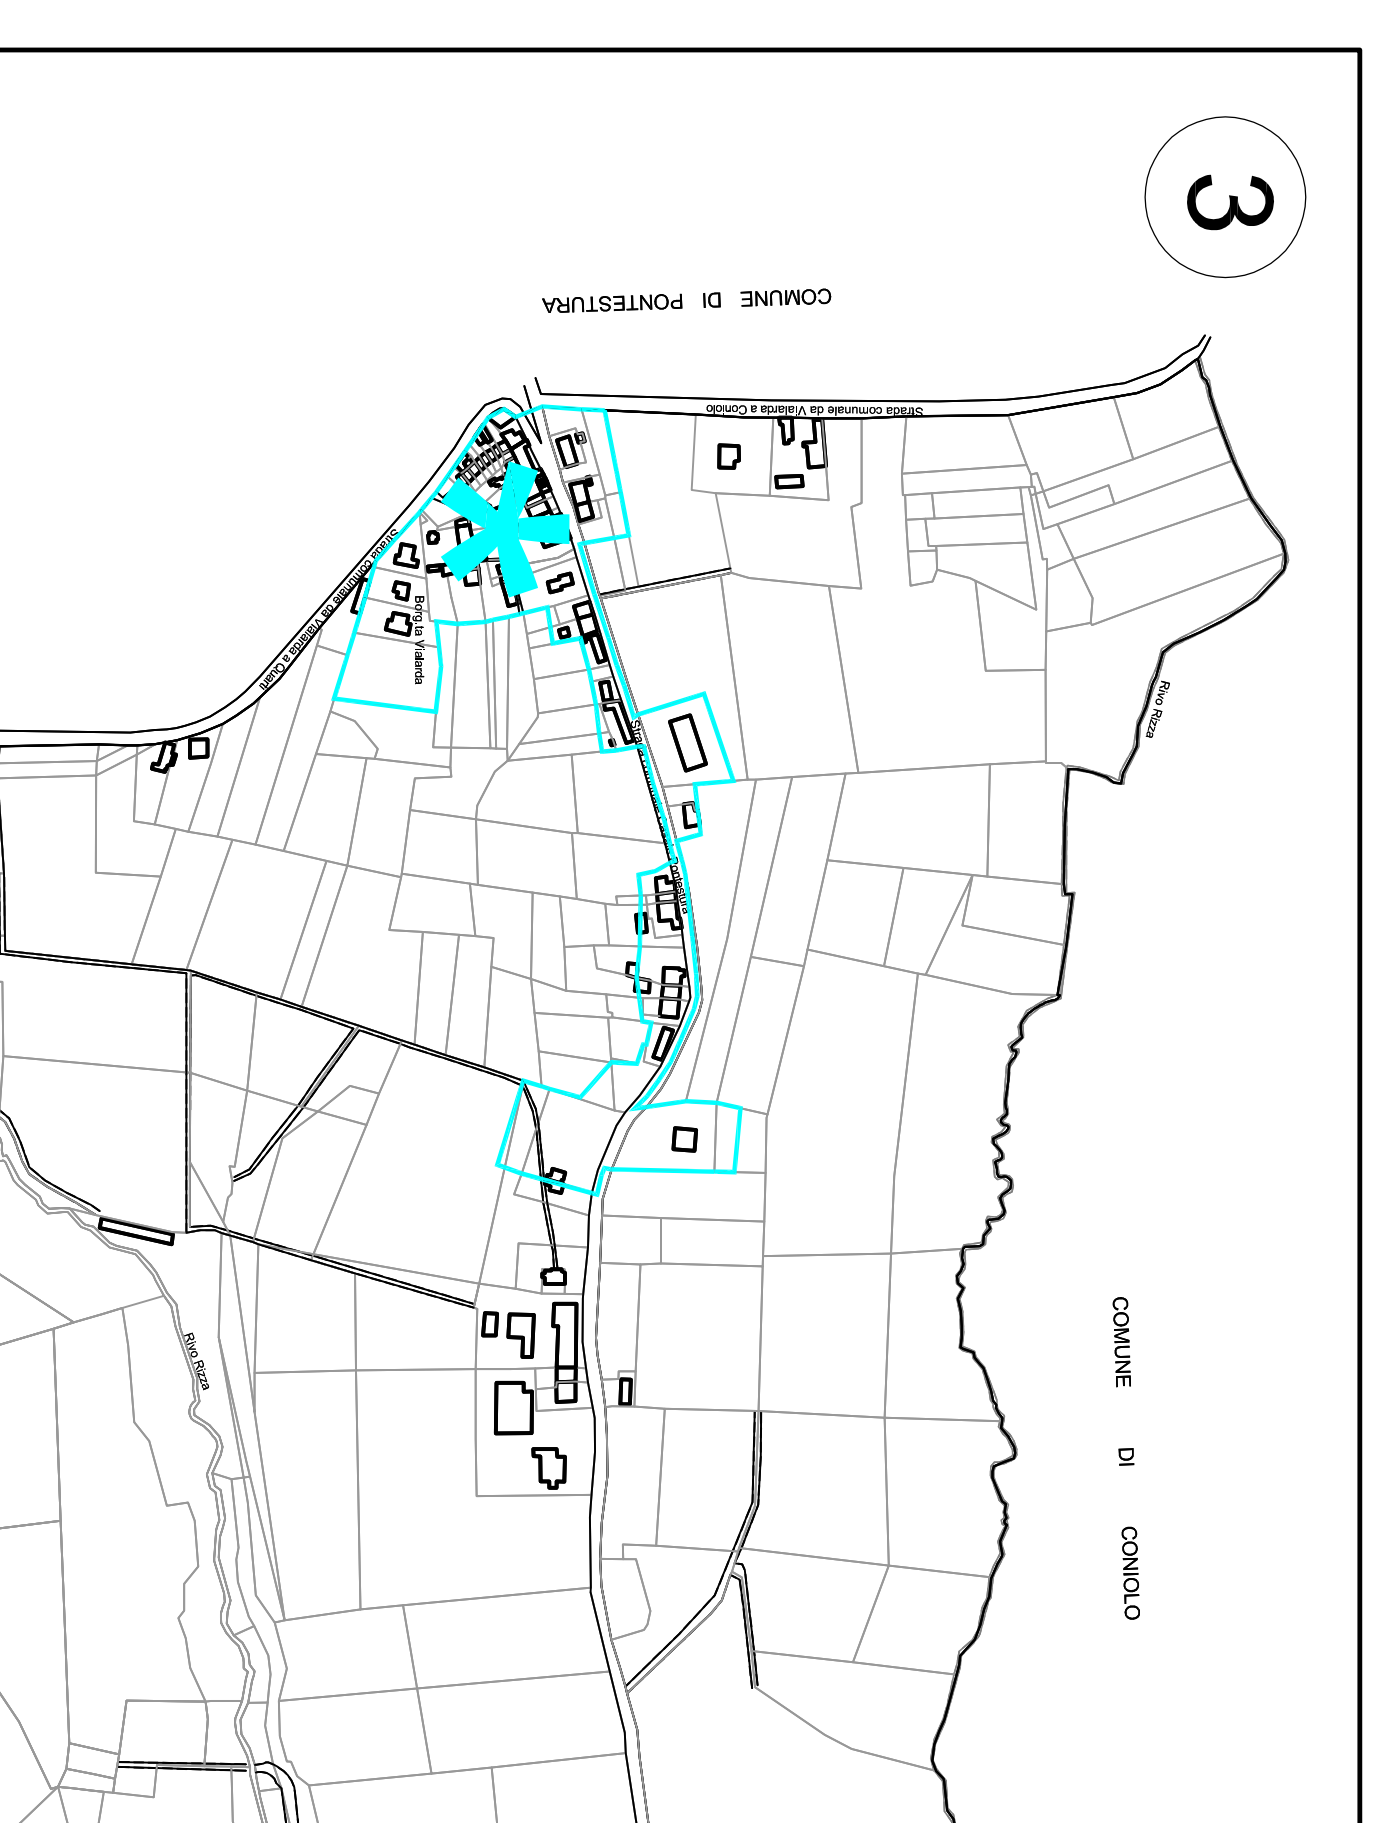 3
COMUNE DI PONTESTURA
Strada comunale da Vialarda a Coniolo
Strada comunale da Vialarda a Quarti
Borg.ta Vialarda
Rivo Rizza
Pontestura
Rivo Rizza
COMUNE DI CONIOLO